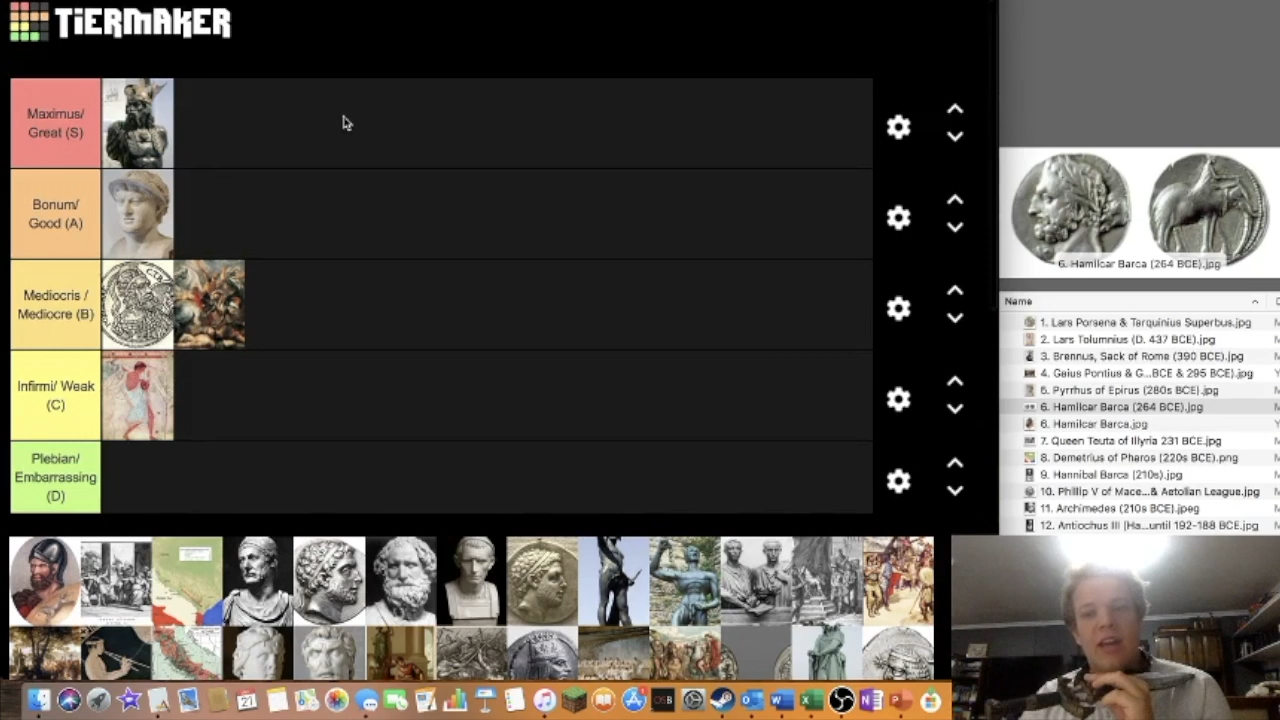 TiERMAKER
Maximus/
Great (S)
Bonum/
Good (A)
Mediocris /
Mediocre (B)
Infirmi/ Weak
(C)
Plebian/
Embarrassing
(D)
6. Hamilcar Barca (264 BCE).jpg
Name
1. Lars Porsena & Tarquinius Superbus.jpg
2. Lars Tolumnius (D. 437 BCE).jpg
3. Brennus, Sack of Rome (390 BCE).jpg
4. Gaius Pontius & G...BCE & 295 BCE).jpg
5. Pyrrhus of Epirus (280s BCE).jpg
6. Hamilcar Barca (264 BCE).jpg
6. Hamilcar Barca.jpg
7. Queen Teuta of Illyria 231 BCE.jpg
8. Demetrius of Pharos (220s BCE).png
9. Hannibal Barca (210s).jpg
10. Phillip V of Mace...& Aetolian League.jpg
11. Archimedes (210s BCE).jpeg
12. Antiochus III (Ha...until 192-188 BCE.jpg